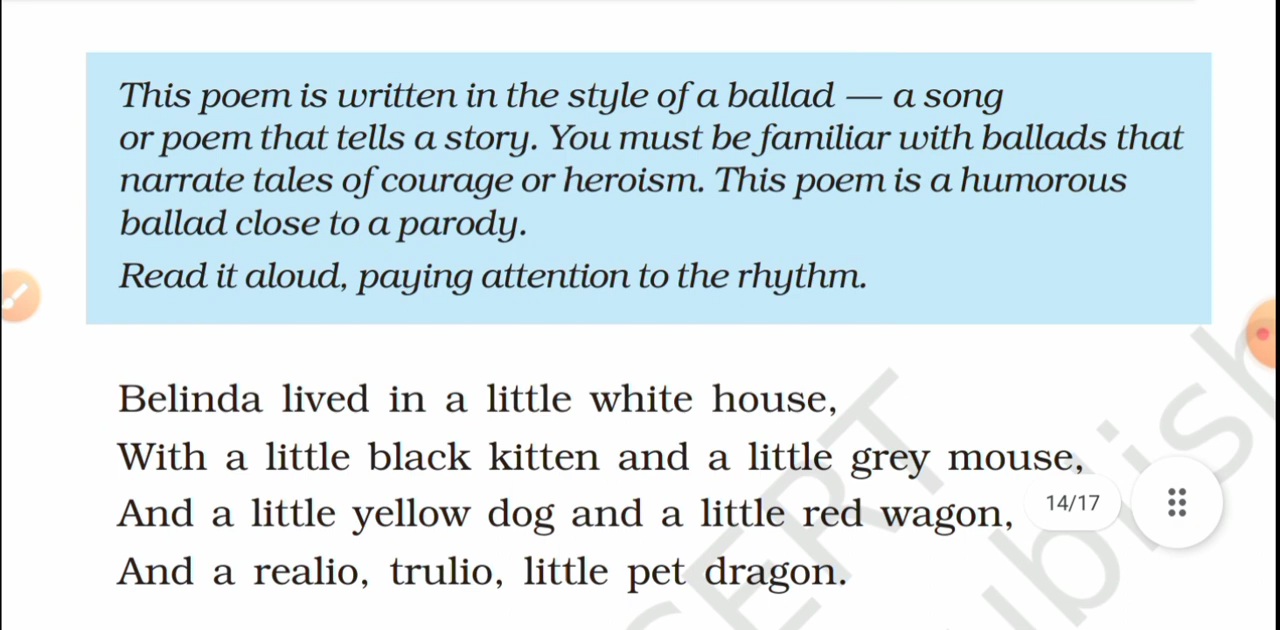 This poem is written in the style of a ballad — a song
or poem that tells a story. You must be familiar with ballads that
narrate tales of courage or heroism. This poem is a humorous
ballad close to a parody.
Read it aloud, paying attention to the rhythm.
Belinda lived in a little white house,
With a little black kitten and a little grey mouse,
And a little yellow dog and a little red wagon,
14/17
And a realio, trulio, little pet dragon.